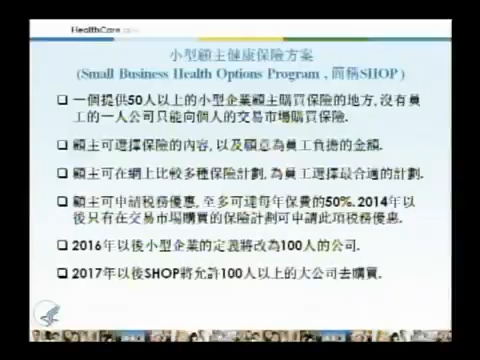 HealthCare.gov
小型顧主健康保險方案
(Small Business Health Options Program , 簡稱SHOP )
一個提供50人以上的小型企業顧主購買保險的地方, 沒有員
工的一人公司只能向個人的交易市場購買保險.
顧主可選擇保險的內容, 以及願意為員工負擔的金額.
顧主可在網上比較多種保險計劃, 為員工選擇最合適的計劃.
顧主可申請稅務優惠, 至多可達每年保費的50%. 2014年以
後只有在交易市場購買的保險計劃可申請此項稅務優惠.
2016年以後小型企業的定義將改為100人的公司.
2017年以後SHOP將允許100人以上的大公司去購買.